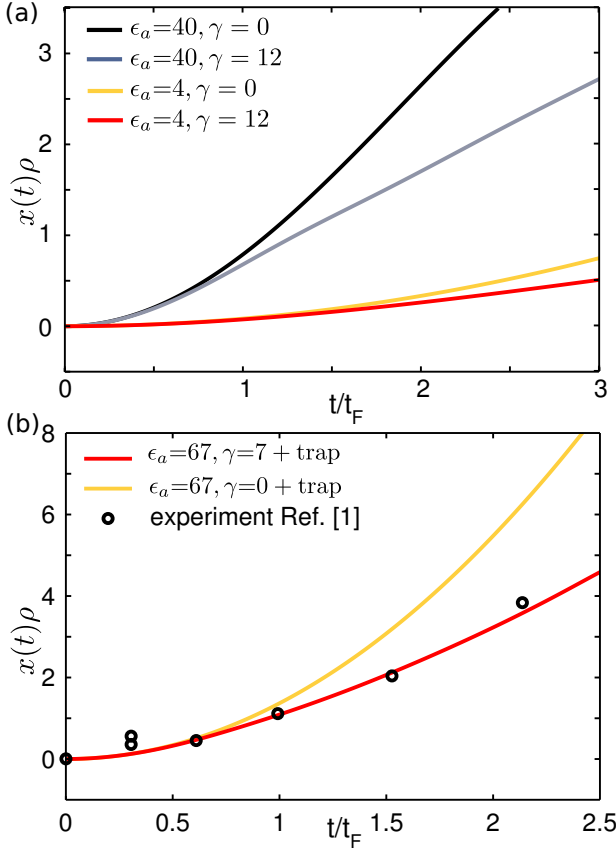 (a)
ϵₐ=40, γ = 0
ϵₐ=40, γ = 12
ϵₐ=4, γ = 0
ϵₐ=4, γ = 12
x(t)ρ
3
2
1
0
0 1 2 3
t/t_F
(b)
ϵₐ=67, γ=7 + trap
ϵₐ=67, γ=0 + trap
experiment Ref. [1]
x(t)ρ
8
6
4
2
0
0 0.5 1 1.5 2 2.5
t/t_F